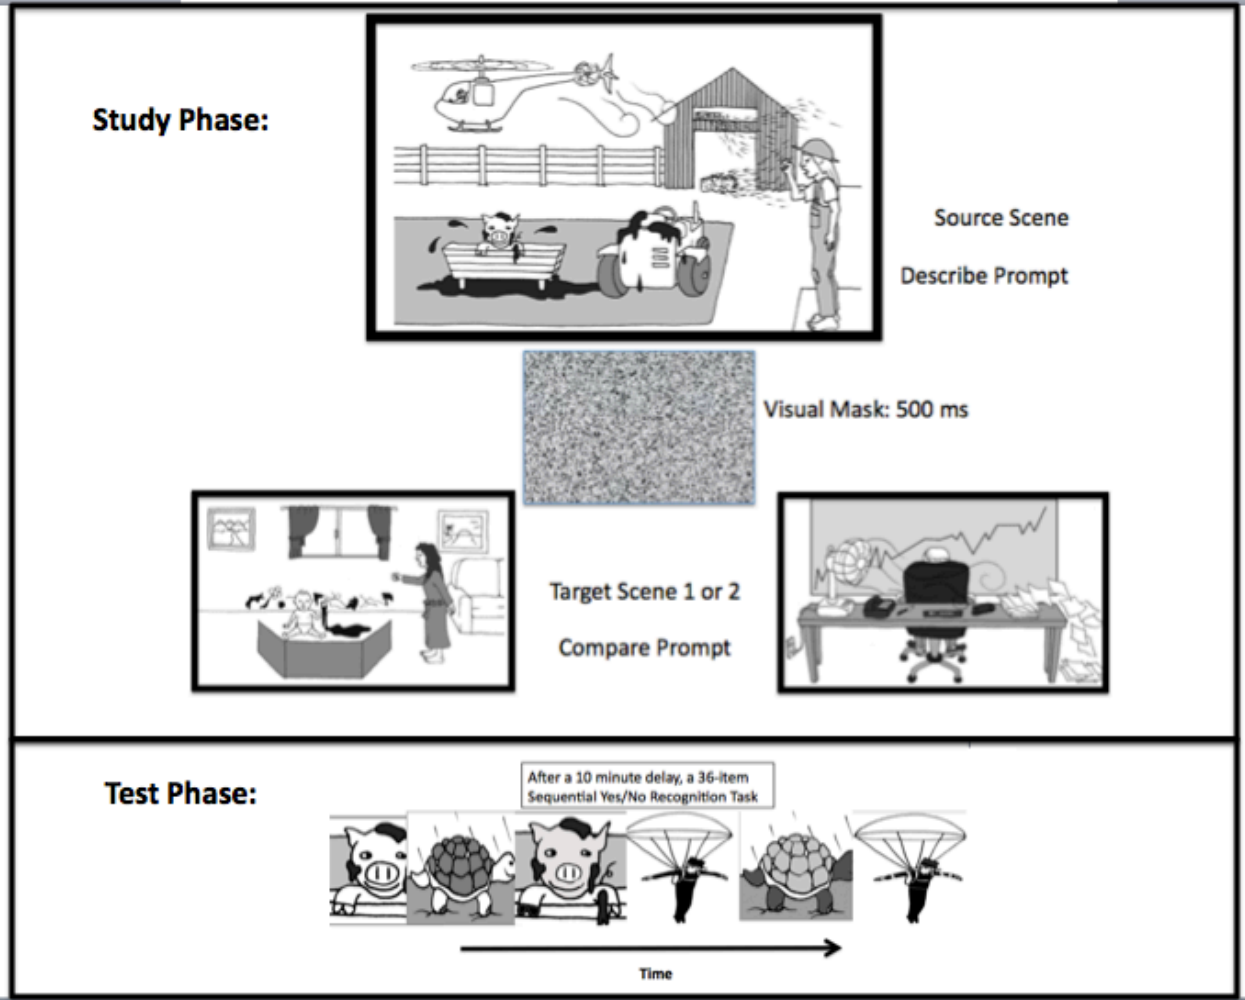 Study Phase:
Source Scene
Describe Prompt
Visual Mask: 500 ms
Target Scene 1 or 2
Compare Prompt
Test Phase:
After a 10 minute delay, a 36-item
Sequential Yes/No Recognition Task
Time